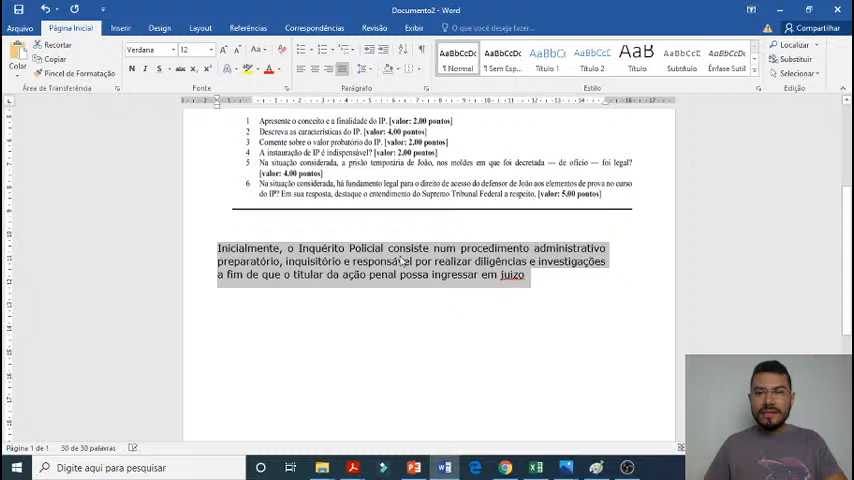 Documento2 - Word
Arquivo Página Inicial Inserir Design Layout Referências Correspondências Revisão Exibir O que você deseja fazer... Compartilhar
Colar
Recortar
Copiar
Pincel de Formatação
Área de Transferência
Verdana 12
N I S abc X₂ X²
Fonte
Parágrafo
AaBbCcDc AaBbCcDc AaBbCc AaBbCcC AaB AaBbCcD AaBbCcDt
¶ Normal ¶ Sem Esp... Título 1 Título 2 Título Subtítulo Ênfase Sutil
Estilo
Localizar
Substituir
Selecionar
Edição
1 Apresente o conceito e a finalidade do IP. [valor: 2,00 pontos]
2 Descreva as características do IP. [valor: 4,00 pontos]
3 Comente sobre o valor probatório do IP. [valor: 2,00 pontos]
4 A instauração de IP é indispensável? [valor: 2,00 pontos]
5 Na situação considerada, a prisão temporária de João, nos moldes em que foi decretada — de ofício — foi legal?
[valor: 4,00 pontos]
6 Na situação considerada, há fundamento legal para o direito de acesso do defensor de João aos elementos de prova no curso
do IP? Em sua resposta, destaque o entendimento do Supremo Tribunal Federal a respeito. [valor: 5,00 pontos]
Inicialmente, o Inquérito Policial consiste num procedimento administrativo
preparatório, inquisitório e responsável por realizar diligências e investigações
a fim de que o titular da ação penal possa ingressar em juizo
Página 1 de 1 50 de 30 palavras
Digite aqui para pesquisar